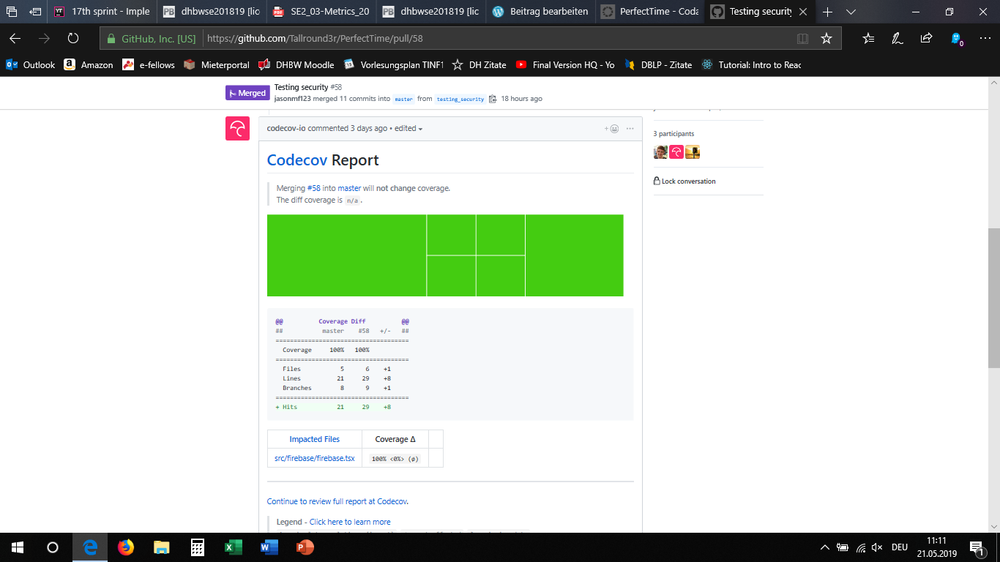 17th sprint - Imple
dhbwse201819 [lic
SE2_03-Metrics_20
dhbwse201819 [lic
Beitrag bearbeiten
PerfectTime - Coda
Testing security
GitHub, Inc. [US]
https://github.com/Tallround3r/PerfectTime/pull/58
0
Outlook
Amazon
e-fellows
Mieterportal
DHBW Moodle
Vorlesungsplan TINF1
DH Zitate
Final Version HQ - Yo
DBLP - Zitate
Tutorial: Intro to Reac
Merged
Testing security #58
jasonmf123 merged 11 commits into master from testing_security 18 hours ago
codecov-io commented 3 days ago • edited
3 participants
Lock conversation
Codecov Report
Merging #58 into master will not change coverage.
The diff coverage is n/a.
@@ Coverage Diff @@
## master #58 +/- ##
=====================================
Coverage 100% 100%
=====================================
Files 5 6 +1
Lines 21 29 +8
Branches 8 9 +1
=====================================
+ Hits 21 29 +8
Impacted Files Coverage Δ
src/firebase/firebase.tsx 100% <0%> (ø)
Continue to review full report at Codecov.
Legend - Click here to learn more
DEU
11:11
21.05.2019
1